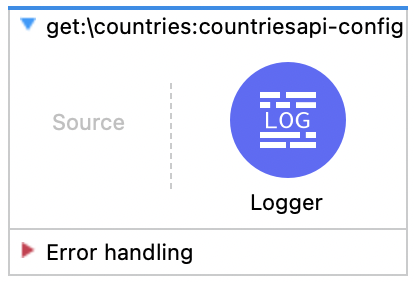 get:\countries:countriesapi-config
Source
LOG
Logger
Error handling